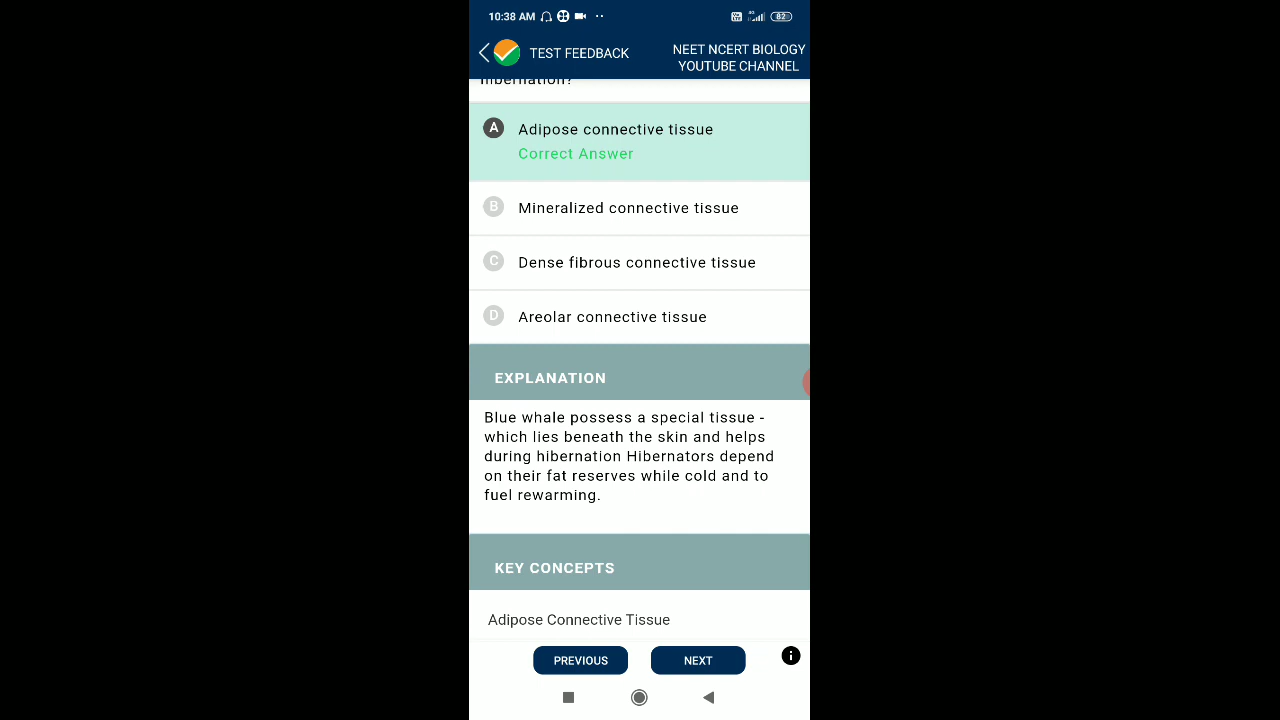 10:38 AM
4G
82
TEST FEEDBACK
NEET NCERT BIOLOGY
YOUTUBE CHANNEL
hibernation?
A Adipose connective tissue
Correct Answer
B Mineralized connective tissue
C Dense fibrous connective tissue
D Areolar connective tissue
EXPLANATION
Blue whale possess a special tissue -
which lies beneath the skin and helps
during hibernation Hibernators depend
on their fat reserves while cold and to
fuel rewarming.
KEY CONCEPTS
Adipose Connective Tissue
PREVIOUS
NEXT